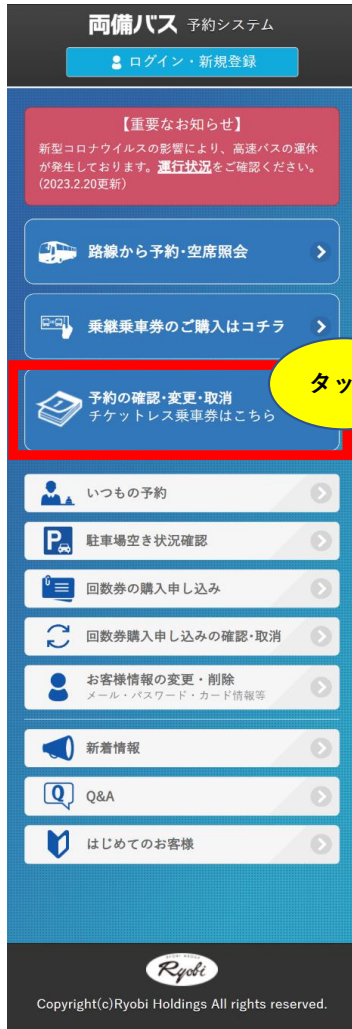 両備バス 予約システム
ログイン・新規登録
【重要なお知らせ】
新型コロナウイルスの影響により、高速バスの運休
が発生しております。運行状況をご確認ください。
(2023.2.20更新)
路線から予約･空席照会
乗継乗車券のご購入はコチラ
予約の確認･変更･取消
チケットレス乗車券はこちら
タッ
いつもの予約
駐車場空き状況確認
回数券の購入申し込み
回数券購入申し込みの確認･取消
お客様情報の変更・削除
メール・パスワード・カード情報等
新着情報
Q&A
はじめてのお客様
Ryobi
Copyright(c)Ryobi Holdings All rights reserved.